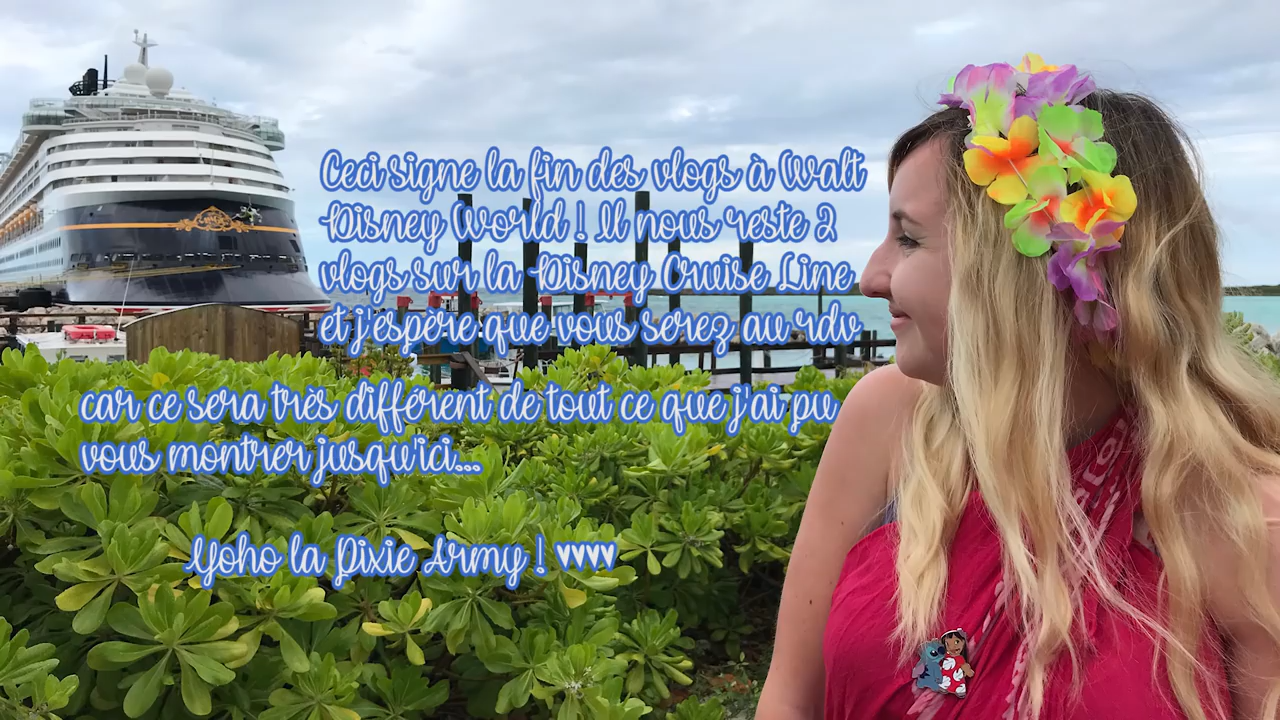 Ceci signe la fin des vlogs à Walt
Disney World ! Il nous reste 2
vlogs sur la Disney Cruise Line
et j'espère que vous serez au rdv
car ce sera très différent de tout ce que j'ai pu
vous montrer jusqu'ici...
Yoho la Pixie Army ! ♥♥♥♥